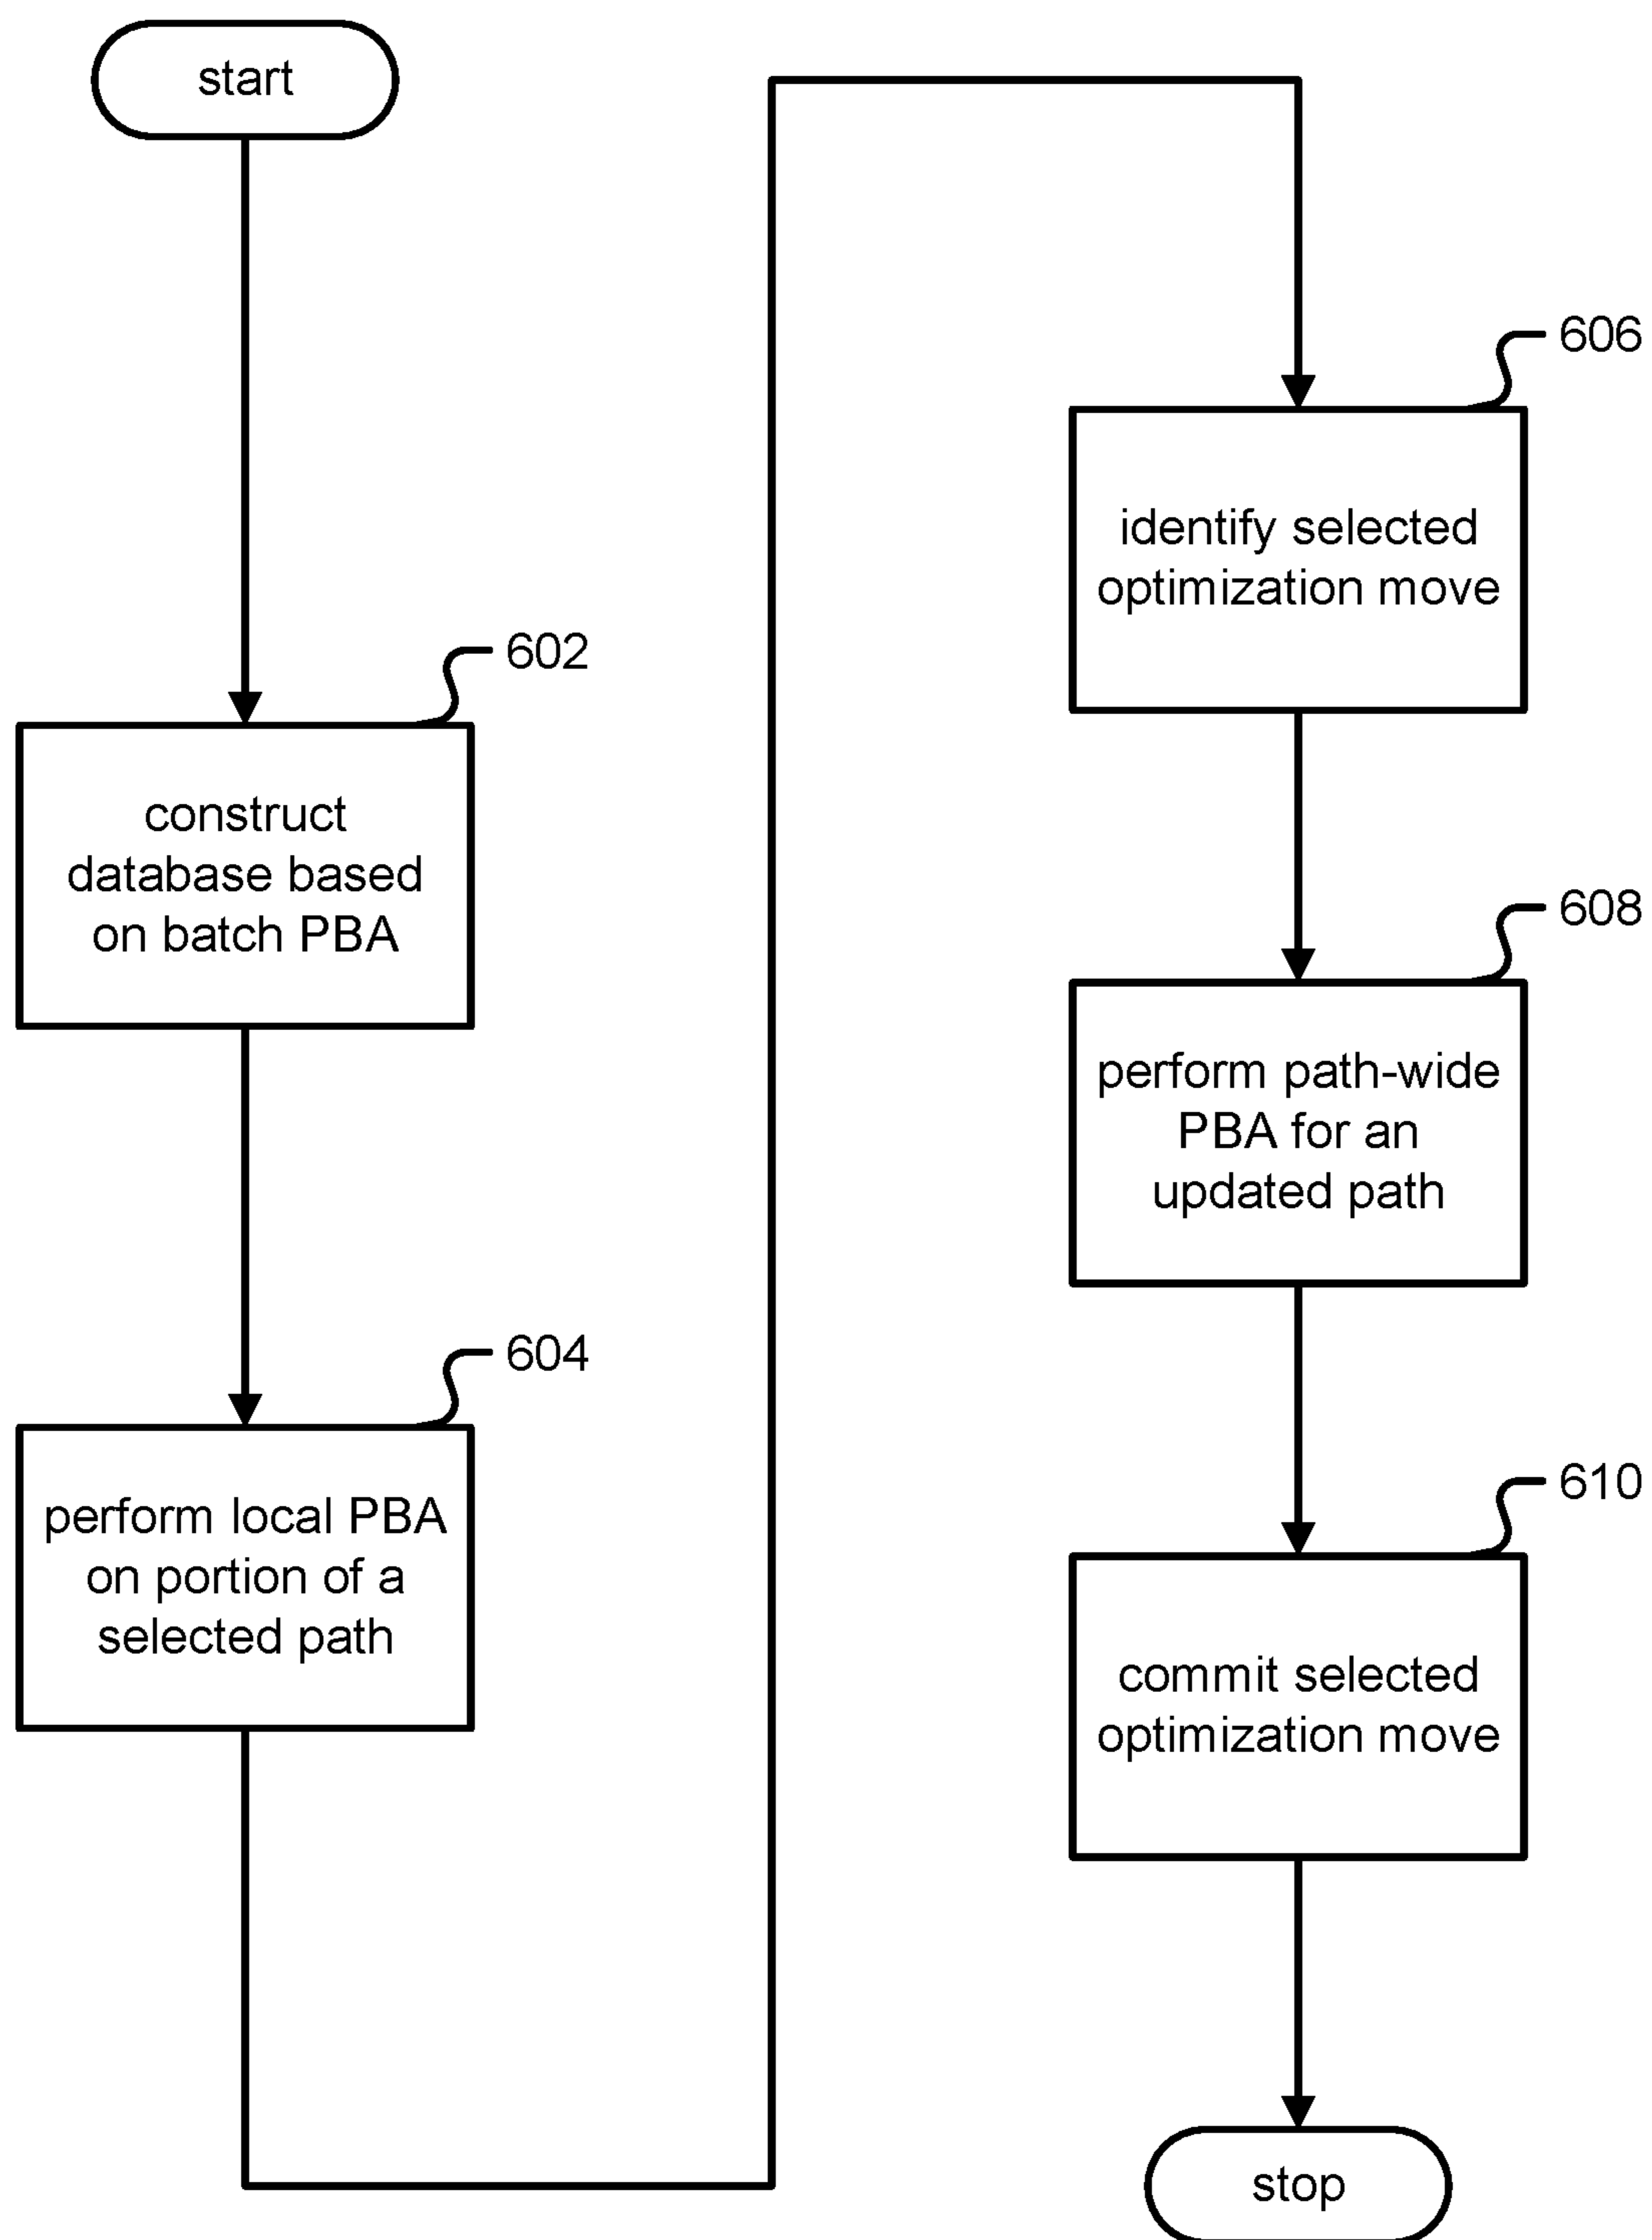 start
602
construct
database based
on batch PBA
604
perform local PBA
on portion of a
selected path
606
identify selected
optimization move
608
perform path-wide
PBA for an
updated path
610
commit selected
optimization move
stop